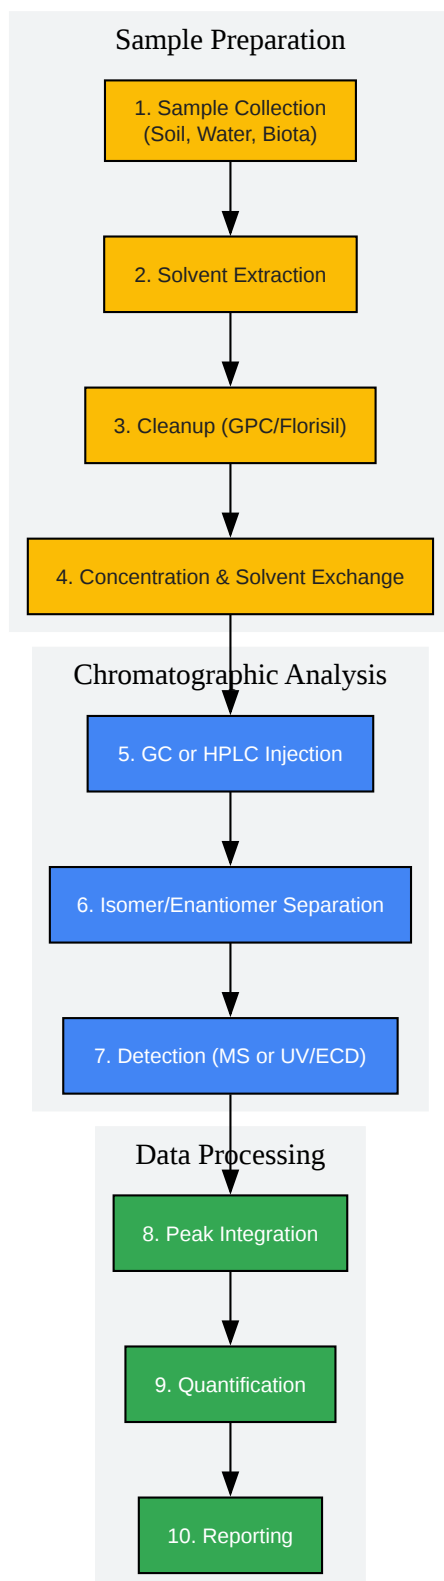 Sample Preparation
1. Sample Collection
(Soil, Water, Biota)
2. Solvent Extraction
3. Cleanup (GPC/Florisil)
4. Concentration & Solvent Exchange
Chromatographic Analysis
5. GC or HPLC Injection
6. Isomer/Enantiomer Separation
7. Detection (MS or UV/ECD)
Data Processing
8. Peak Integration
9. Quantification
10. Reporting